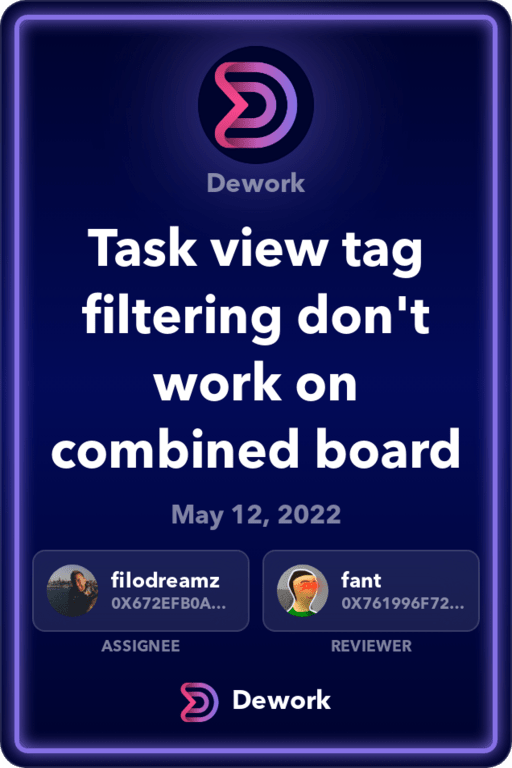 Dework
Task view tag
filtering don't
work on
combined board
May 12, 2022
filodreamz
0X672EFB0A...
ASSIGNEE
fant
0X761996F72...
REVIEWER
Dework